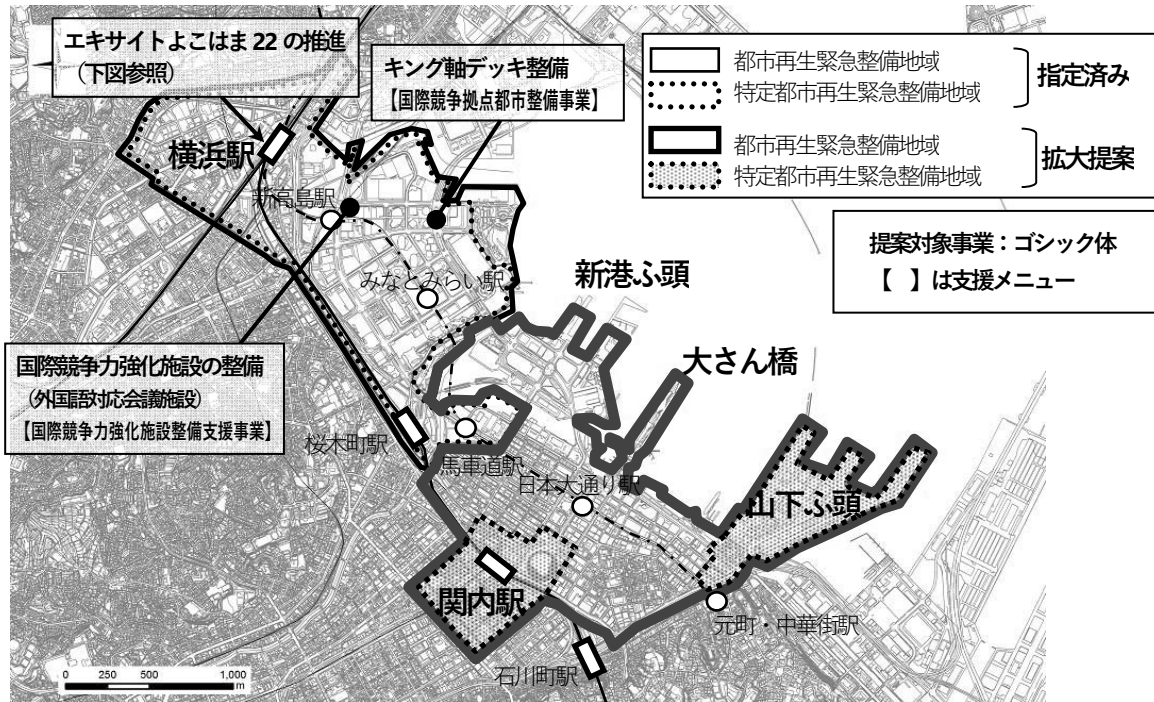 エキサイトよこはま 22 の推進
（下図参照）
キング軸デッキ整備
【国際競争拠点都市整備事業】
都市再生緊急整備地域
特定都市再生緊急整備地域
指定済み
都市再生緊急整備地域
特定都市再生緊急整備地域
拡大提案
提案対象事業：ゴシック体
【　】は支援メニュー
横浜駅
新高島駅
みなとみらい駅
新港ふ頭
大さん橋
国際競争力強化施設の整備
（外国語対応会議施設）
【国際競争力強化施設整備支援事業】
桜木町駅
馬車道駅
日本大通り駅
山下ふ頭
関内駅
元町・中華街駅
石川町駅
0 250 500 1,000
m